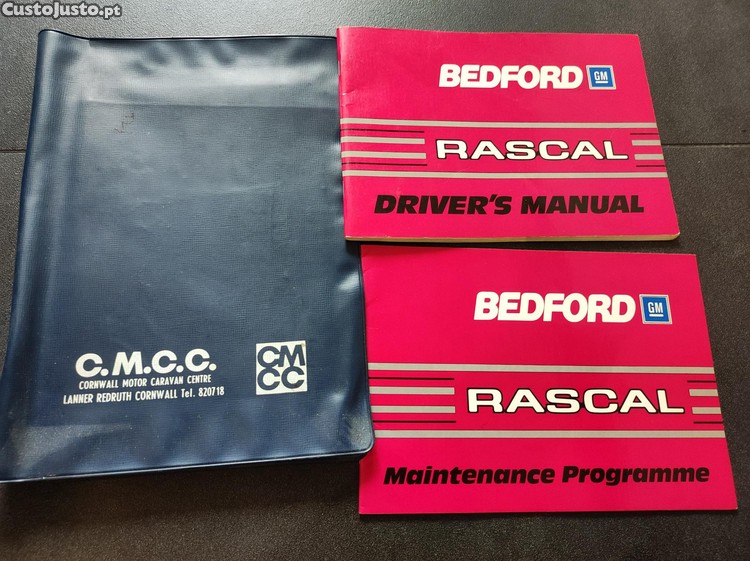 CustoJusto.pt
C.M.C.C.
CORNWALL MOTOR CARAVAN CENTRE
LANNER REDRUTH CORNWALL Tel. 820718
CM
CC
BEDFORD GM
RASCAL
DRIVER'S MANUAL
BEDFORD GM
RASCAL
Maintenance Programme